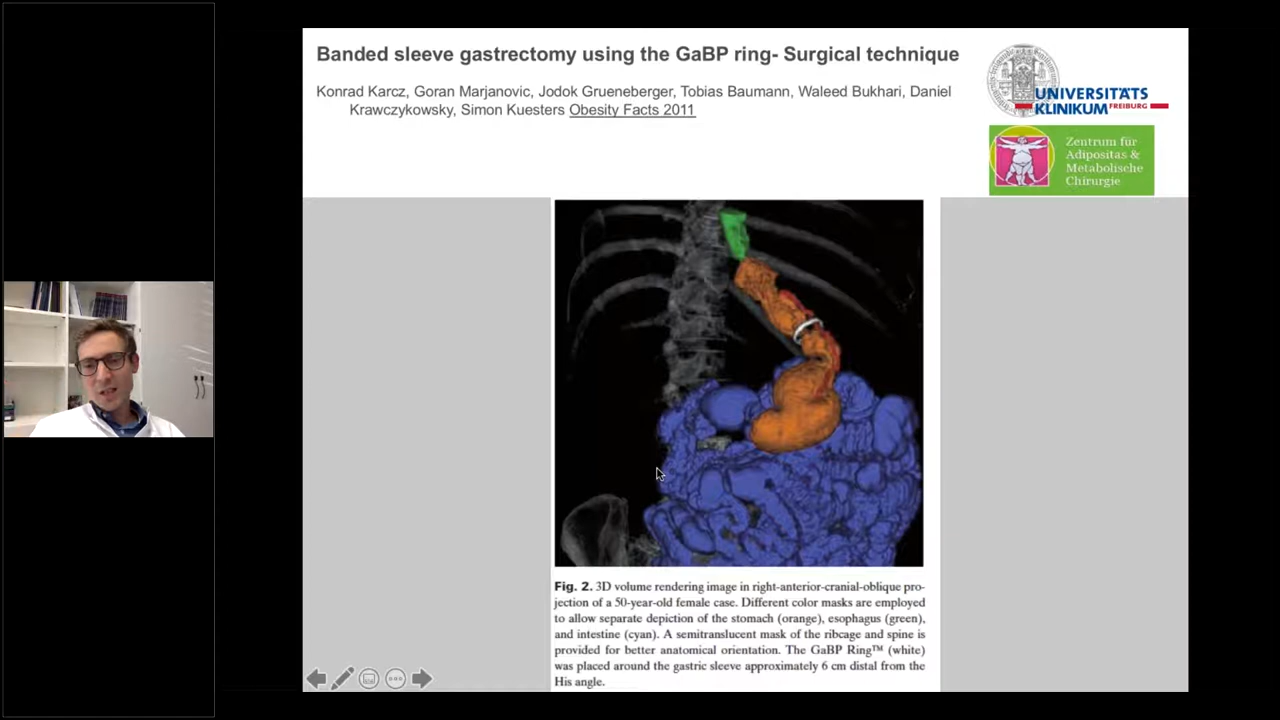 Banded sleeve gastrectomy using the GaBP ring- Surgical technique
Konrad Karcz, Goran Marjanovic, Jodok Grueneberger, Tobias Baumann, Waleed Bukhari, Daniel
Krawczykowsky, Simon Kuesters Obesity Facts 2011
UNIVERSITÄTS
KLINIKUM FREIBURG
Zentrum für
Adipositas &
Metabolische
Chirurgie
Fig. 2. 3D volume rendering image in right-anterior-cranial-oblique pro-
jection of a 50-year-old female case. Different color masks are employed
to allow separate depiction of the stomach (orange), esophagus (green),
and intestine (cyan). A semitranslucent mask of the ribcage and spine is
provided for better anatomical orientation. The GaBP Ring™ (white)
was placed around the gastric sleeve approximately 6 cm distal from the
His angle.